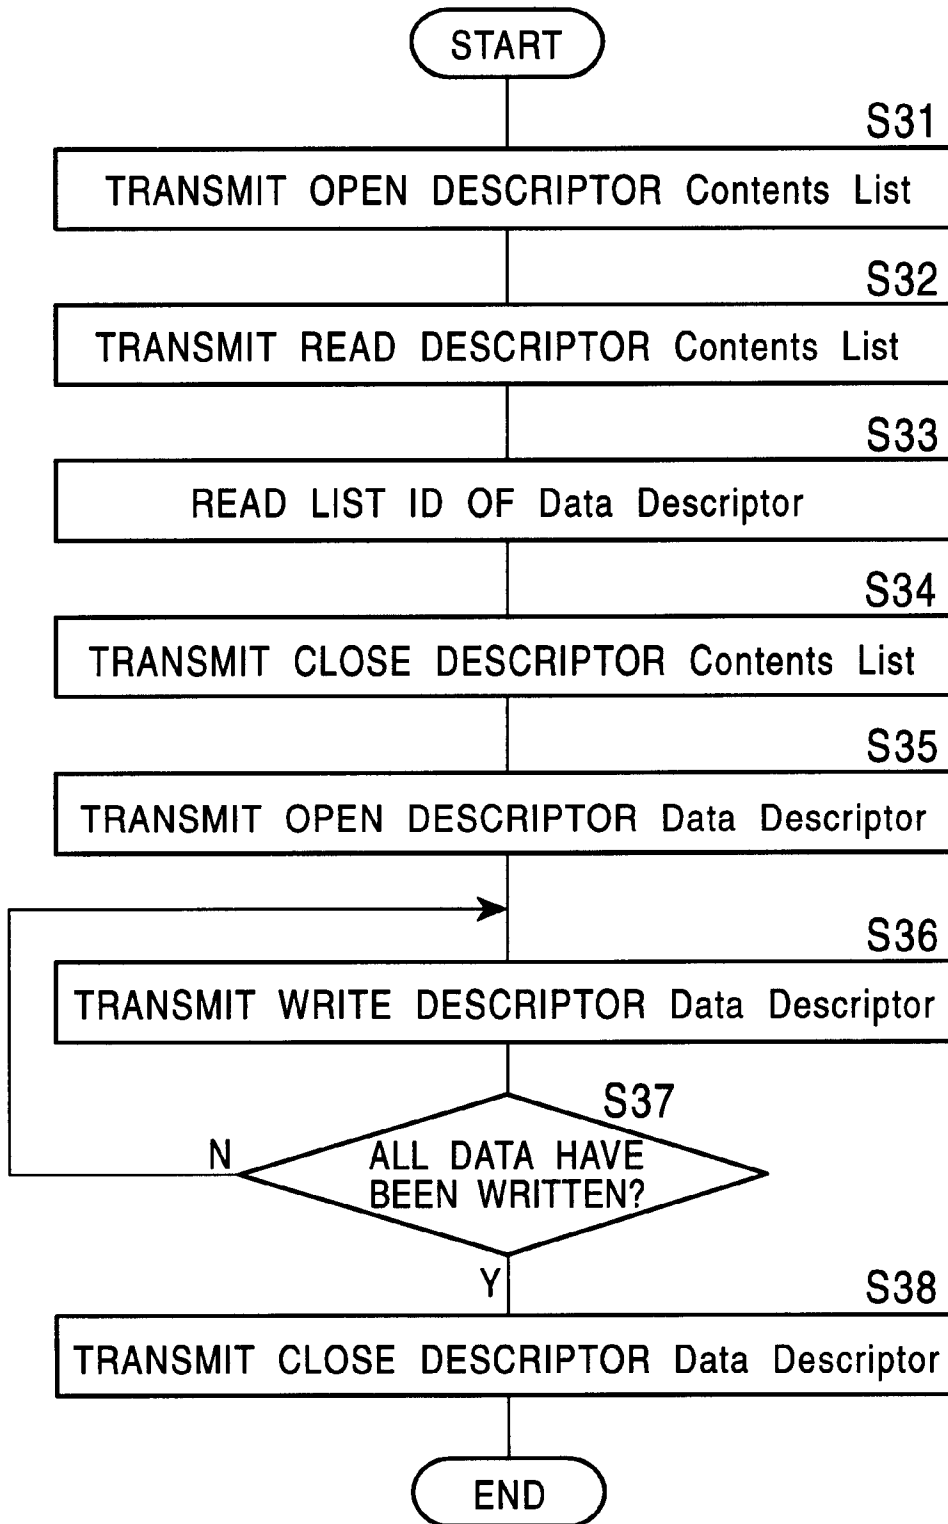 START
S31
TRANSMIT OPEN DESCRIPTOR Contents List
S32
TRANSMIT READ DESCRIPTOR Contents List
S33
READ LIST ID OF Data Descriptor
S34
TRANSMIT CLOSE DESCRIPTOR Contents List
S35
TRANSMIT OPEN DESCRIPTOR Data Descriptor
S36
TRANSMIT WRITE DESCRIPTOR Data Descriptor
S37
N
ALL DATA HAVE
BEEN WRITTEN?
Y
S38
TRANSMIT CLOSE DESCRIPTOR Data Descriptor
END